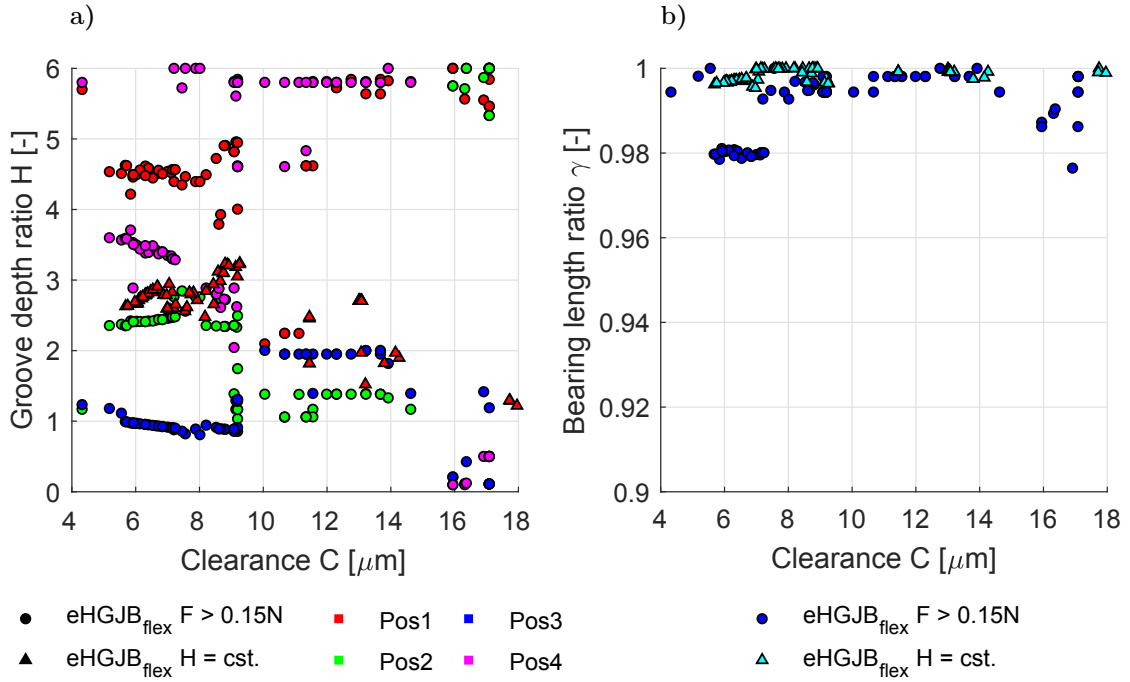 a)
b)
Groove depth ratio H [-]
6
5
4
3
2
1
0
4 6 8 10 12 14 16 18
Clearance C [μm]
Bearing length ratio γ [-]
1
0.98
0.96
0.94
0.92
0.9
4 6 8 10 12 14 16 18
Clearance C [μm]
eHGJB_flex F > 0.15N
eHGJB_flex H = cst.
Pos1
Pos2
Pos3
Pos4
eHGJB_flex F > 0.15N
eHGJB_flex H = cst.